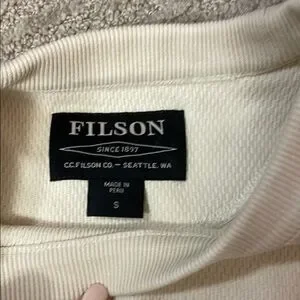 FILSON
SINCE 1897
C.C. FILSON CO. — SEATTLE, WA
MADE IN
PERU
S